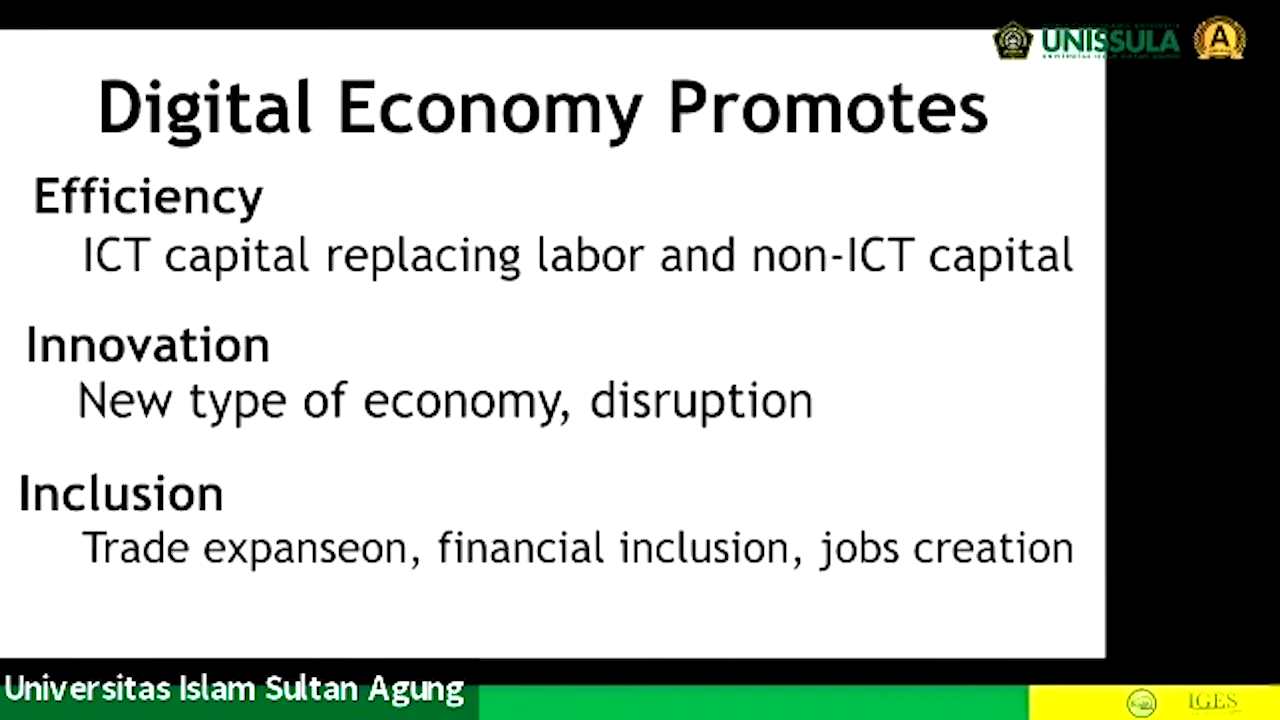 UNISSULA
A
Digital Economy Promotes
Efficiency
ICT capital replacing labor and non-ICT capital
Innovation
New type of economy, disruption
Inclusion
Trade expanseon, financial inclusion, jobs creation
Universitas Islam Sultan Agung
IGES